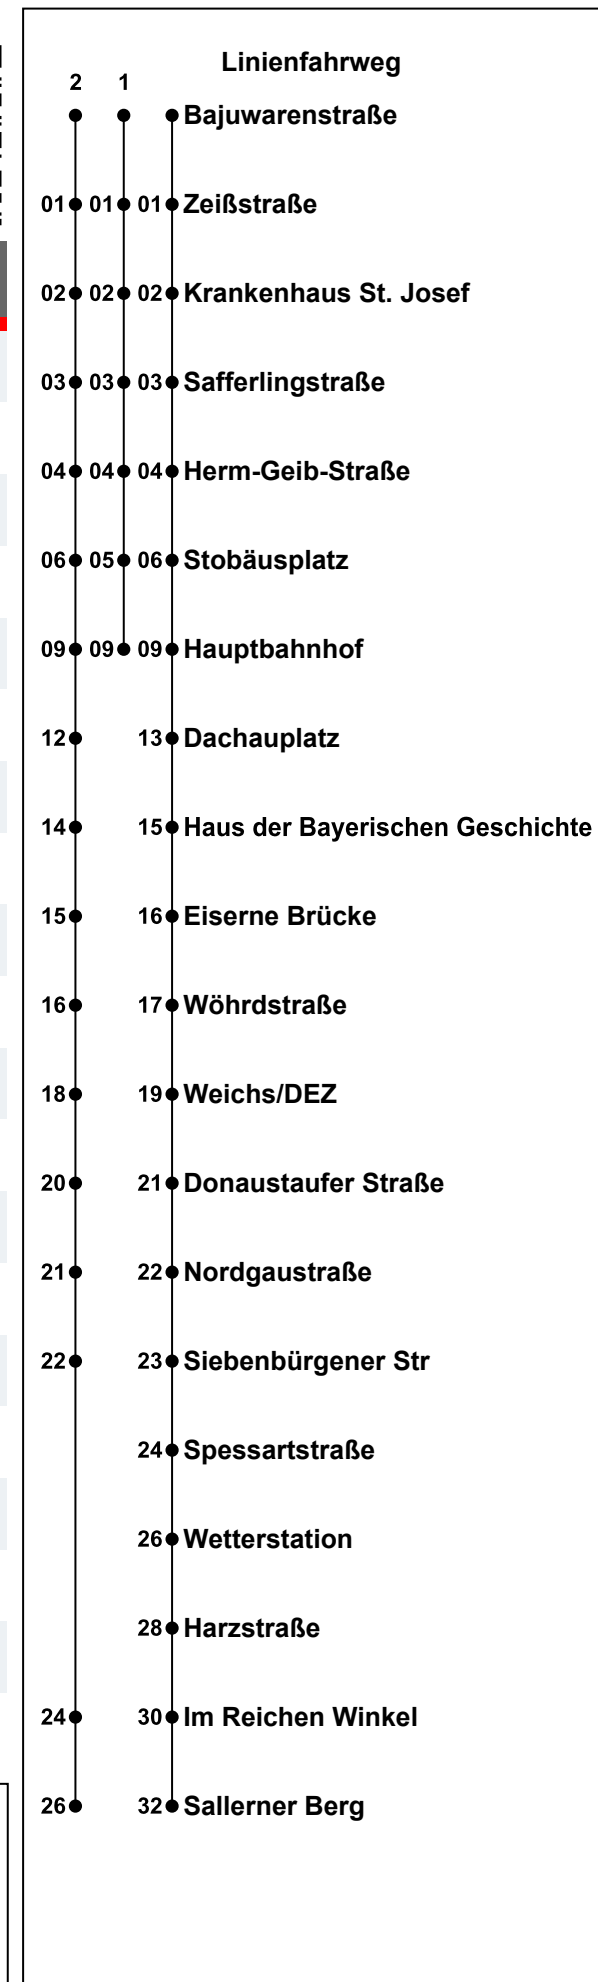 Linienfahrweg
2 1
Bajuwarenstraße
01 01 01 Zeißstraße
02 02 02 Krankenhaus St. Josef
03 03 03 Safferlingstraße
04 04 04 Herm-Geib-Straße
06 05 06 Stobäusplatz
09 09 09 Hauptbahnhof
12 13 Dachauplatz
14 15 Haus der Bayerischen Geschichte
15 16 Eiserne Brücke
16 17 Wöhrdstraße
18 19 Weichs/DEZ
20 21 Donaustaufer Straße
21 22 Nordgaustraße
22 23 Siebenbürgener Str
24 Spessartstraße
26 Wetterstation
28 Harzstraße
24 30 Im Reichen Winkel
26 32 Sallerner Berg